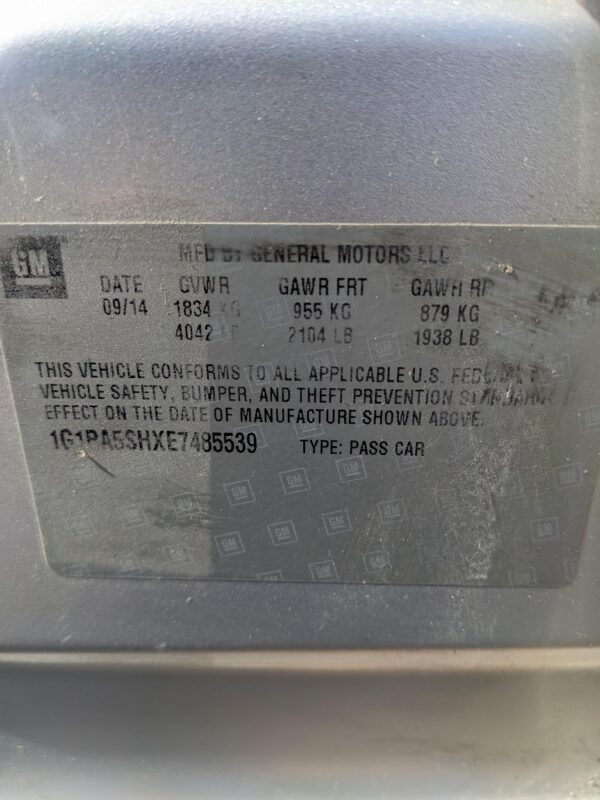 GM
MFD BY GENERAL MOTORS LLC
DATE GVWR GAWR FRT GAWR RR
09/14 1834 KG 955 KG 879 KG
4042 LB 2104 LB 1938 LB
THIS VEHICLE CONFORMS TO ALL APPLICABLE U.S. FEDERAL
VEHICLE SAFETY, BUMPER, AND THEFT PREVENTION STANDARDS
EFFECT ON THE DATE OF MANUFACTURE SHOWN ABOVE.
1G1PA5SHXE7485539 TYPE: PASS CAR